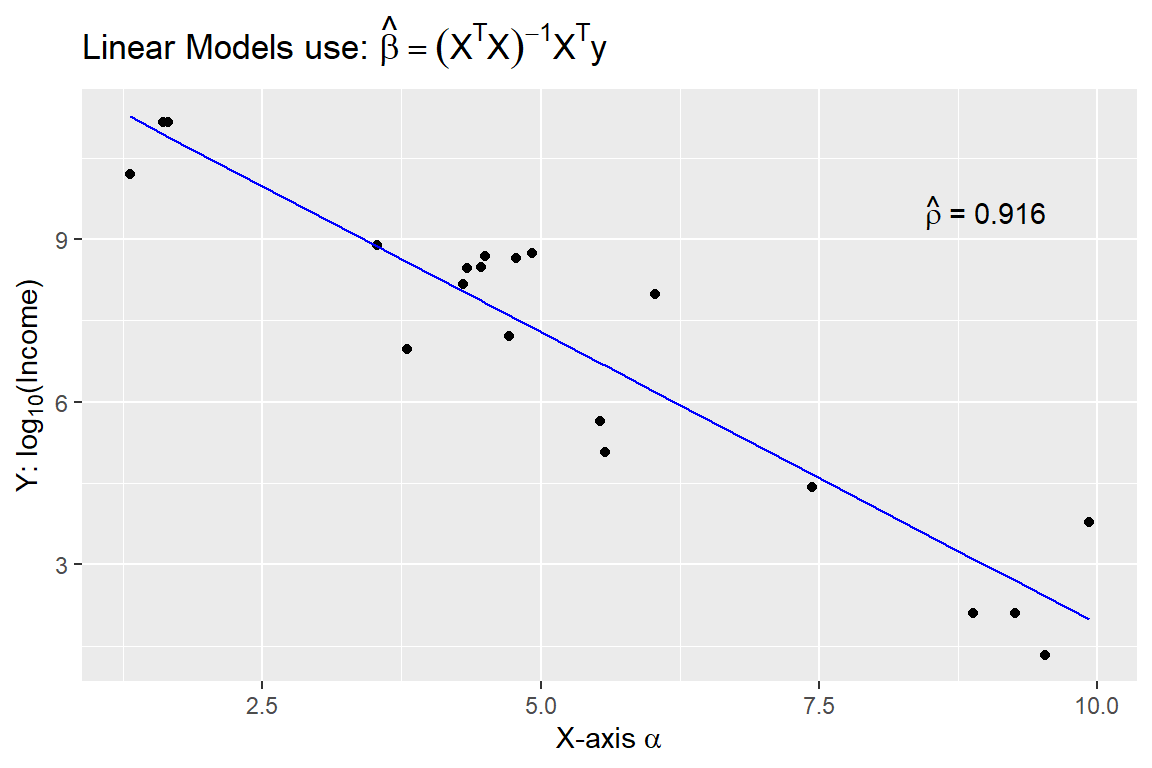 Linear Models use: β̂ = (XᵀX)⁻¹Xᵀy
Y: log₁₀(Income)
9
6
3
ρ̂ = 0.916
2.5 5.0 7.5 10.0
X-axis α